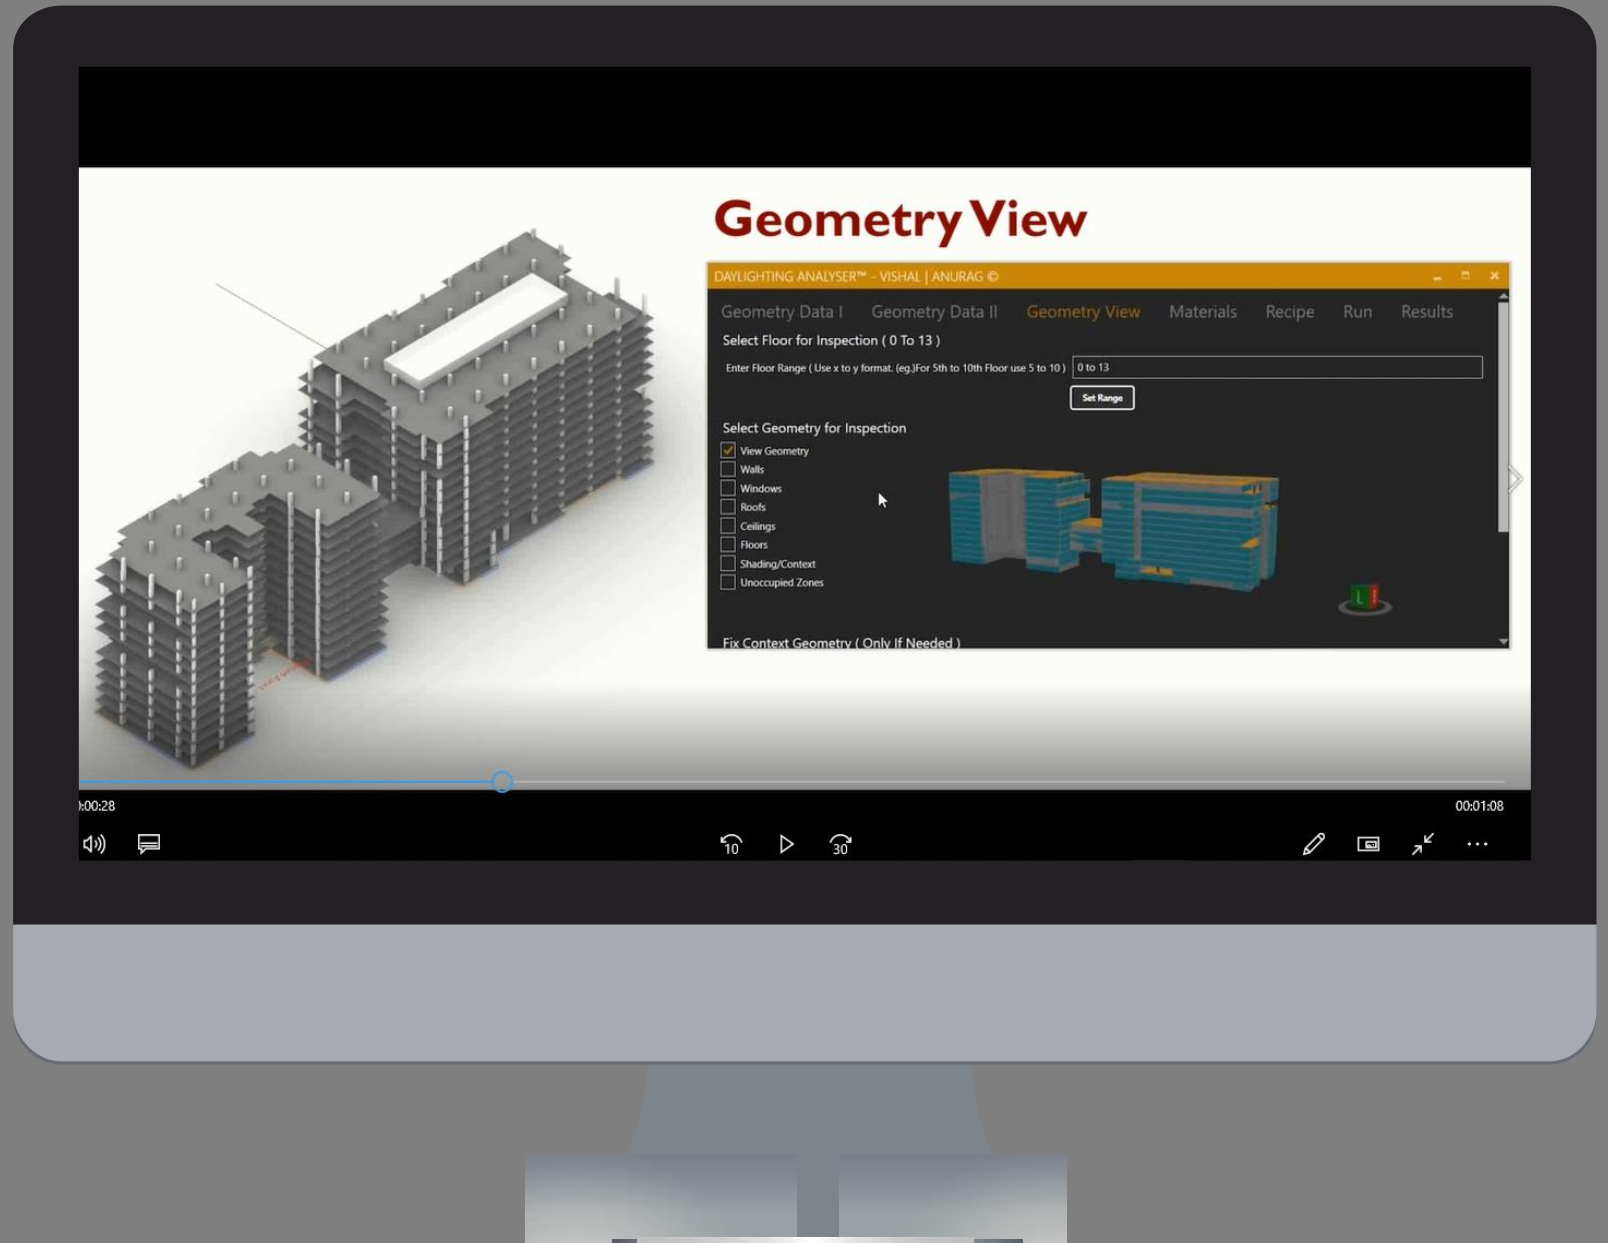 Geometry View
DAYLIGHTING ANALYSER™ - VISHAL | ANURAG ©
Geometry Data I Geometry Data II Geometry View Materials Recipe Run Results
Select Floor for Inspection ( 0 To 13 )
Enter Floor Range ( Use x to y format. (eg.)For 5th to 10th Floor use 5 to 10 ) 0 to 13
Set Range
Select Geometry for Inspection
View Geometry
Walls
Windows
Roofs
Ceilings
Floors
Shading/Context
Unoccupied Zones
Fix Context Geometry ( Only If Needed )
:00:28 00:01:08
10 30